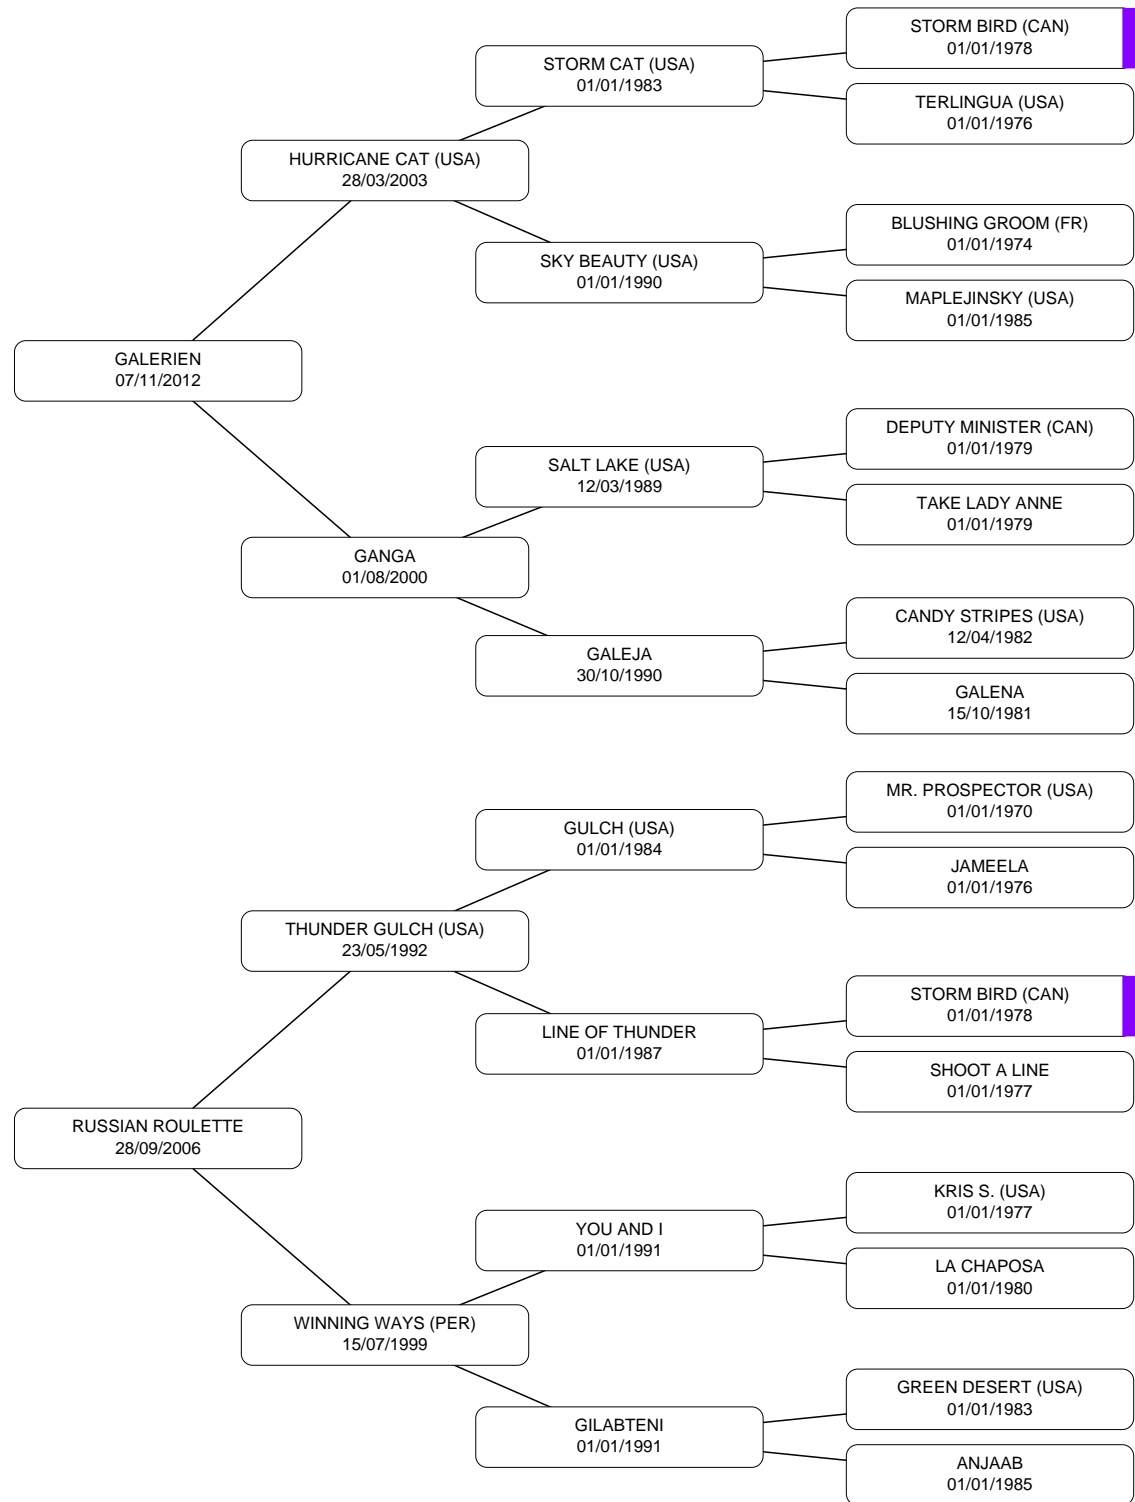 STORM BIRD (CAN)
01/01/1978
STORM CAT (USA)
01/01/1983
TERLINGUA (USA)
01/01/1976
HURRICANE CAT (USA)
28/03/2003
BLUSHING GROOM (FR)
01/01/1974
SKY BEAUTY (USA)
01/01/1990
MAPLEJINSKY (USA)
01/01/1985
GALERIEN
07/11/2012
DEPUTY MINISTER (CAN)
01/01/1979
SALT LAKE (USA)
12/03/1989
TAKE LADY ANNE
01/01/1979
GANGA
01/08/2000
CANDY STRIPES (USA)
12/04/1982
GALEJA
30/10/1990
GALENA
15/10/1981
MR. PROSPECTOR (USA)
01/01/1970
GULCH (USA)
01/01/1984
JAMEELA
01/01/1976
THUNDER GULCH (USA)
23/05/1992
STORM BIRD (CAN)
01/01/1978
LINE OF THUNDER
01/01/1987
SHOOT A LINE
01/01/1977
RUSSIAN ROULETTE
28/09/2006
KRIS S. (USA)
01/01/1977
YOU AND I
01/01/1991
LA CHAPOSA
01/01/1980
WINNING WAYS (PER)
15/07/1999
GREEN DESERT (USA)
01/01/1983
GILABTENI
01/01/1991
ANJAAB
01/01/1985